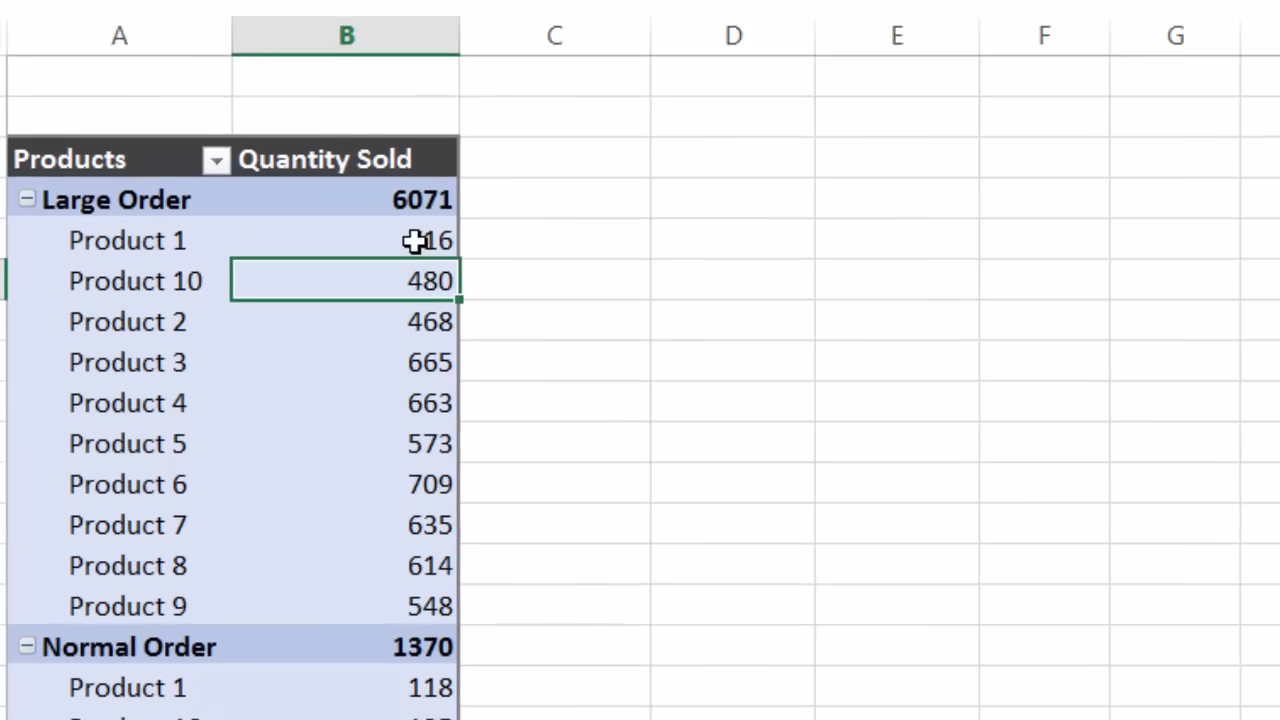 A B C D E F G
Products Quantity Sold
Large Order 6071
Product 1
Product 10 480
Product 2 468
Product 3 665
Product 4 663
Product 5 573
Product 6 709
Product 7 635
Product 8 614
Product 9 548
Normal Order 1370
Product 1 118